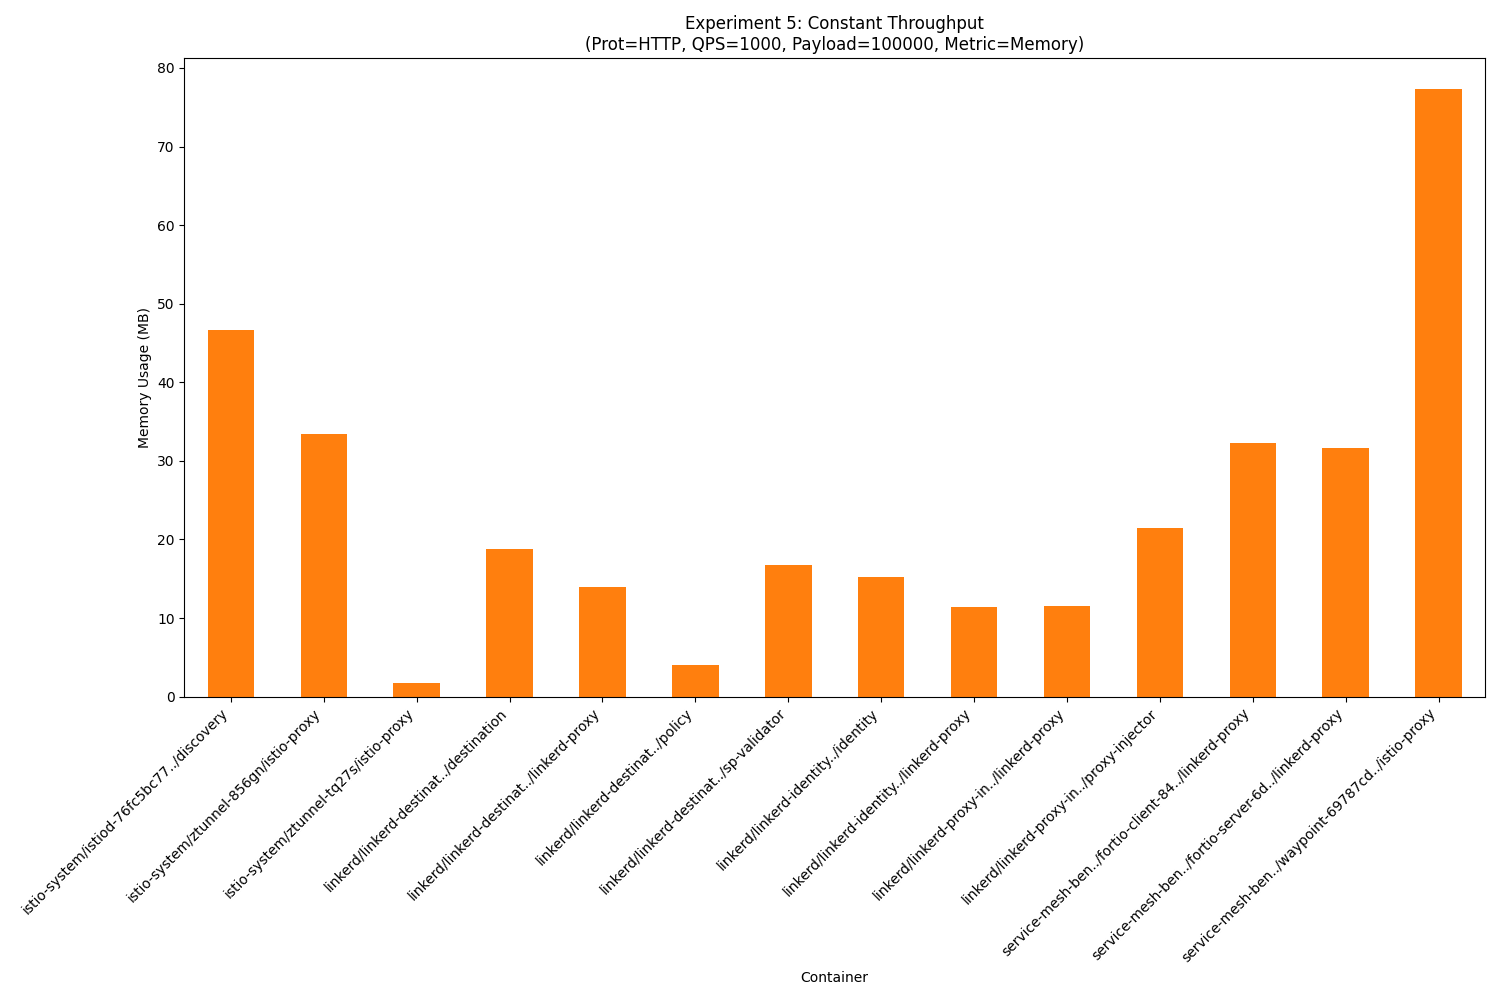 Experiment 5: Constant Throughput
(Prot=HTTP, QPS=1000, Payload=100000, Metric=Memory)
80
70
60
50
40
30
20
10
0
Memory Usage (MB)
istio-system/istiod-76fc5bc77../discovery
istio-system/ztunnel-856gn/istio-proxy
istio-system/ztunnel-tq27s/istio-proxy
linkerd/linkerd-destinat../destination
linkerd/linkerd-destinat../linkerd-proxy
linkerd/linkerd-destinat../policy
linkerd/linkerd-destinat../sp-validator
linkerd/linkerd-identity../identity
linkerd/linkerd-identity../linkerd-proxy
linkerd/linkerd-proxy-in../linkerd-proxy
linkerd/linkerd-proxy-in../proxy-injector
service-mesh-ben../fortio-client-84../linkerd-proxy
service-mesh-ben../fortio-server-6d../linkerd-proxy
service-mesh-ben../waypoint-69787cd../istio-proxy
Container